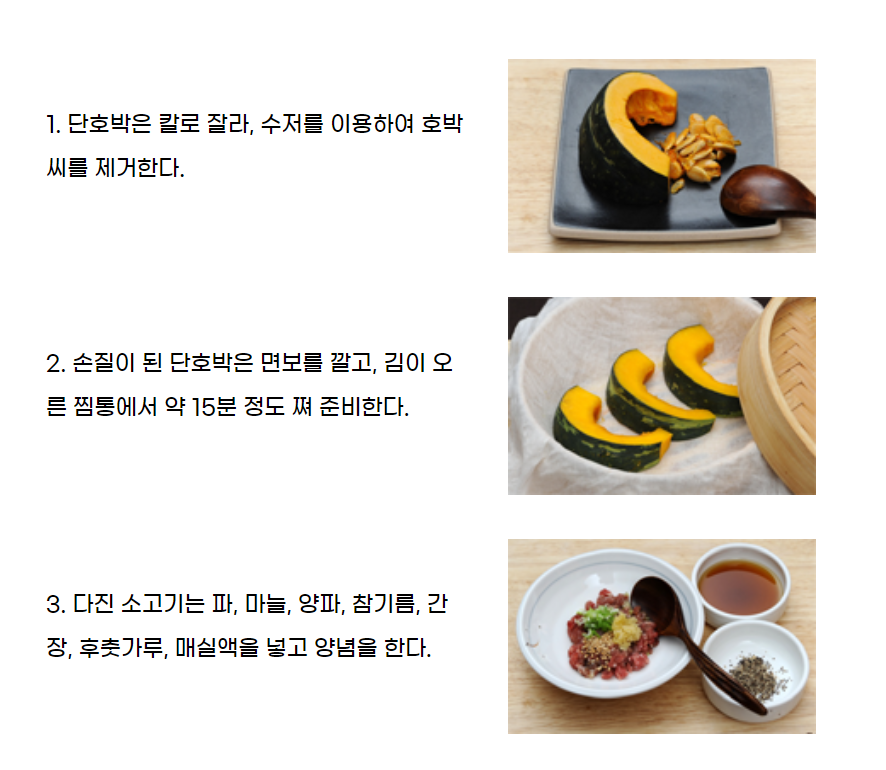 1. 단호박은 칼로 잘라, 수저를 이용하여 호박
씨를 제거한다.
2. 손질이 된 단호박은 면보를 깔고, 김이 오
른 찜통에서 약 15분 정도 쪄 준비한다.
3. 다진 소고기는 파, 마늘, 양파, 참기름, 간
장, 후춧가루, 매실액을 넣고 양념을 한다.